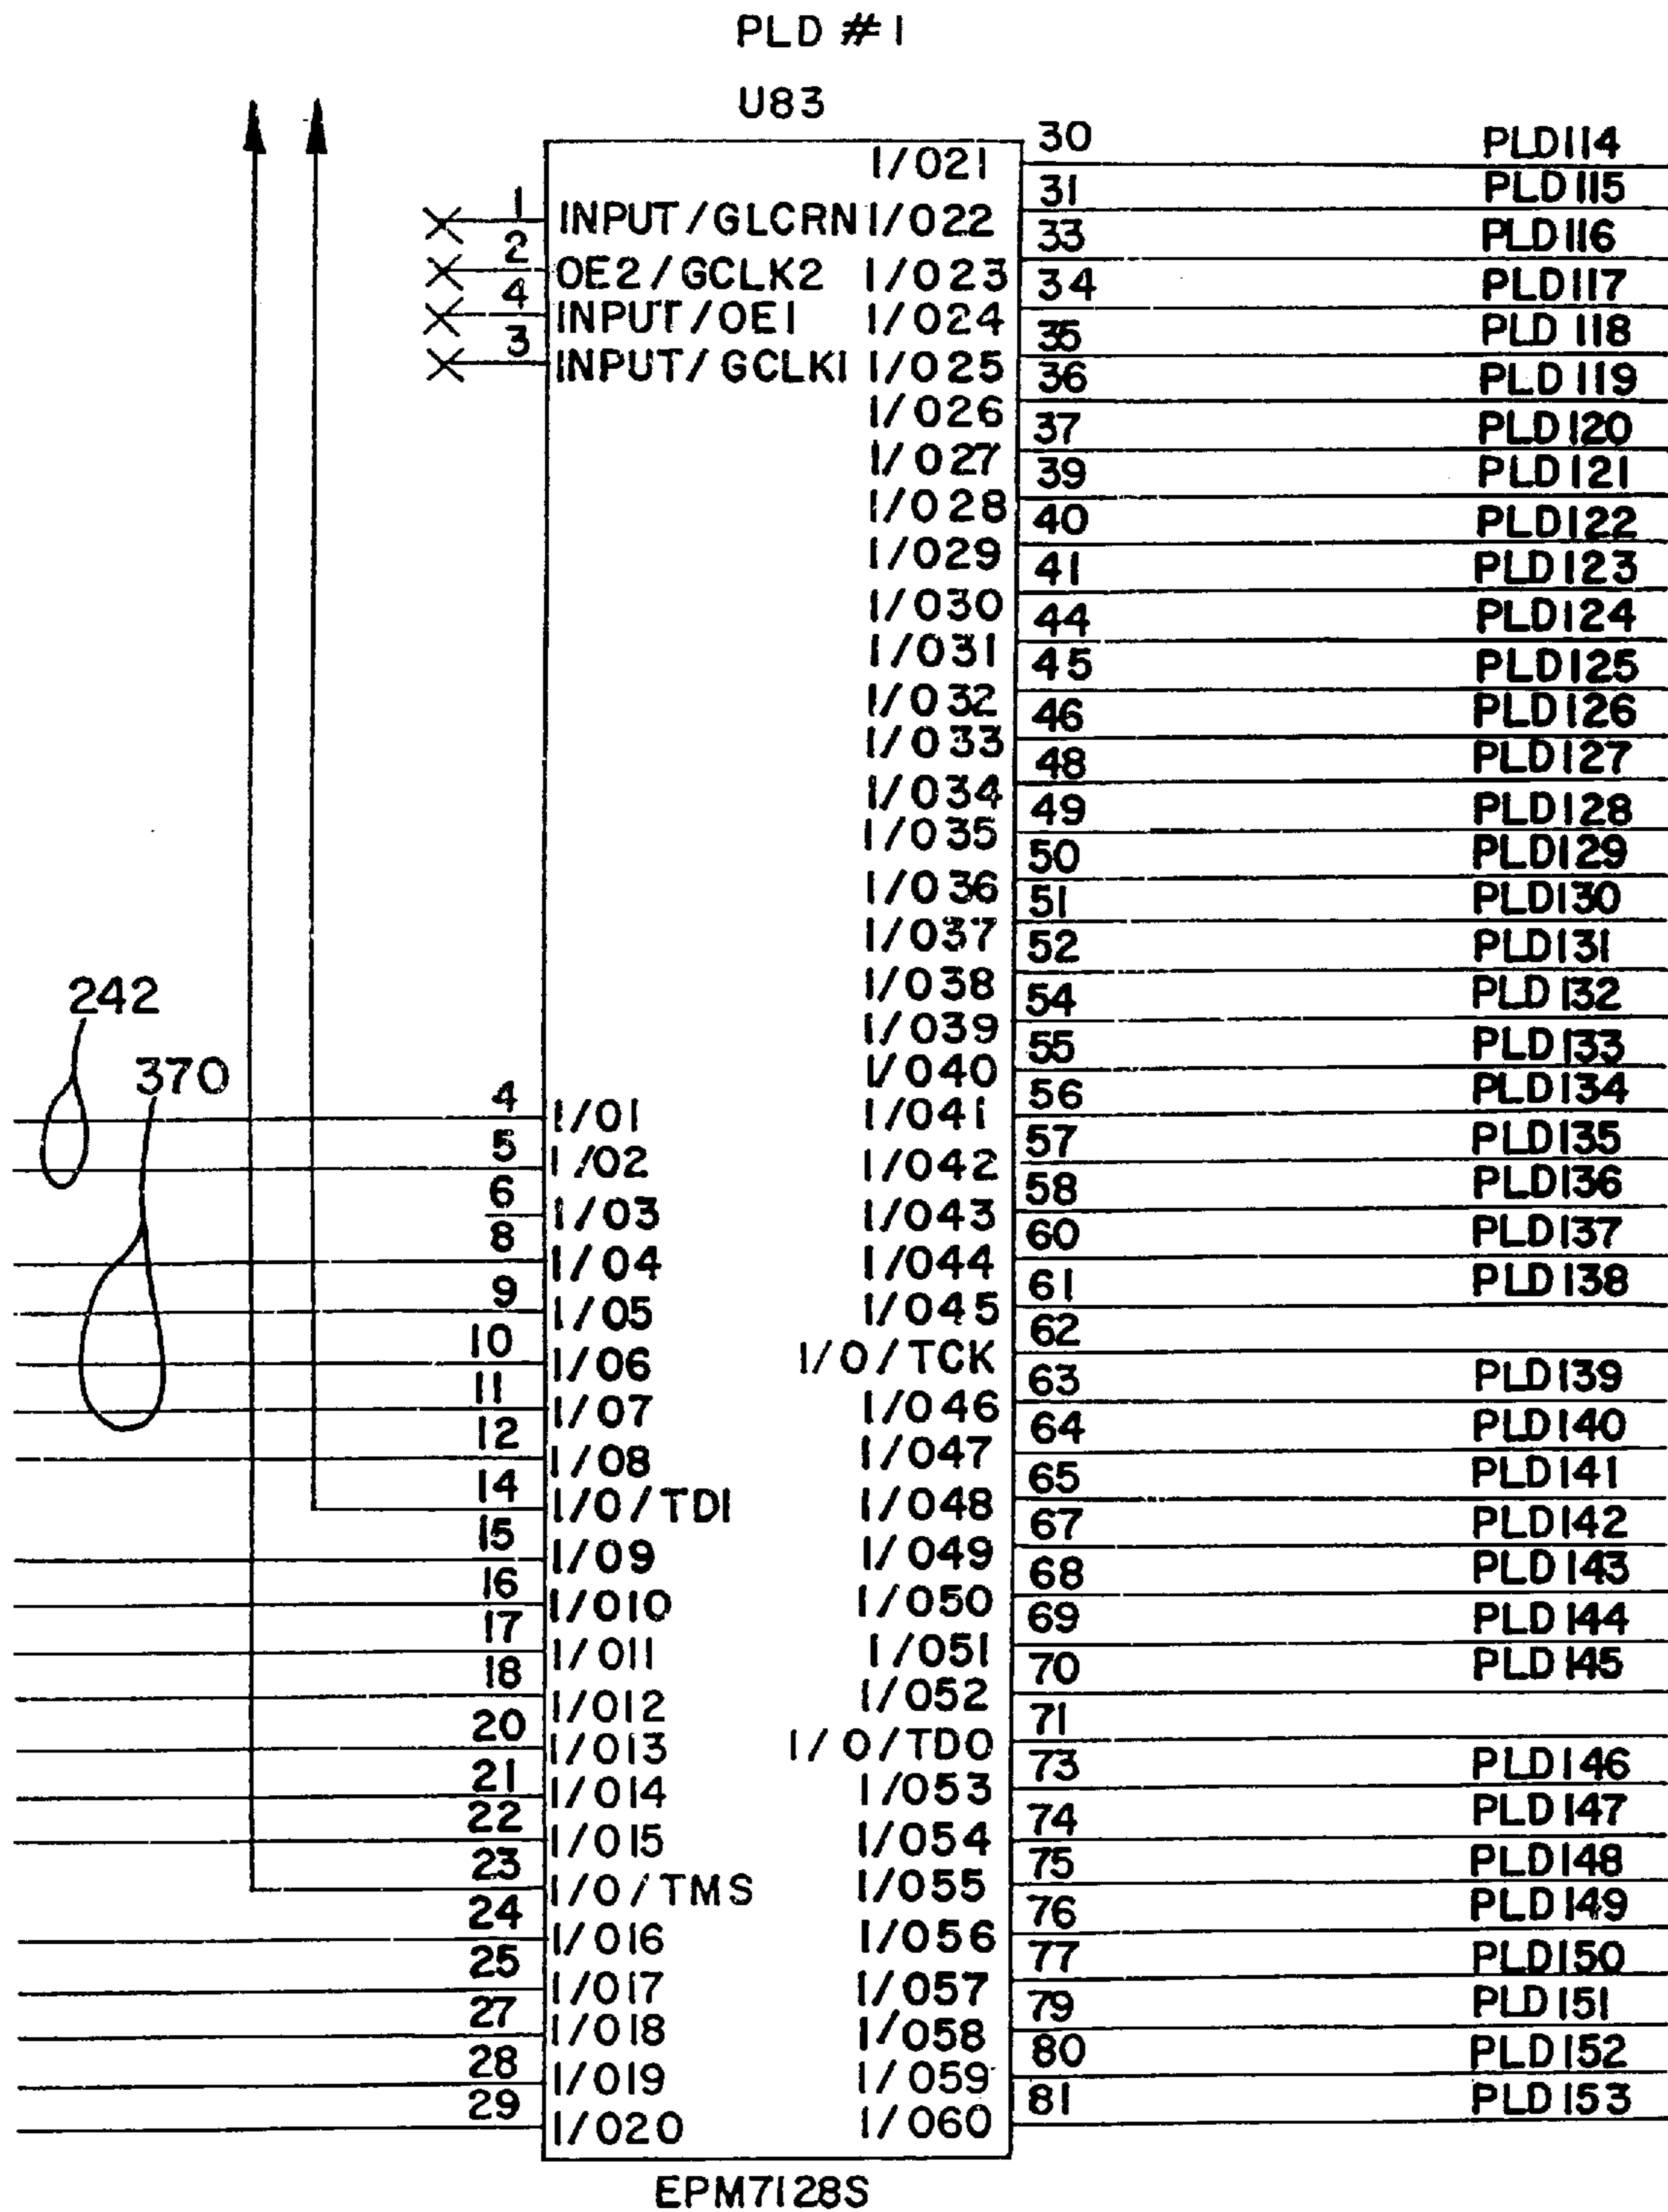 PLD #1
U83
30 PLD114
I/O21
31 PLD115
1 INPUT/GLCRN I/O22
33 PLD116
2 OE2/GCLK2 I/O23
34 PLD117
4 INPUT/OE1 I/O24
35 PLD 118
3 INPUT/GCLK1 I/O25
36 PLD 119
I/O26
37 PLD120
I/O27
39 PLD121
I/O28
40 PLD122
I/O29
41 PLD123
I/O30
44 PLD124
I/O31
45 PLD125
I/O32
46 PLD126
I/O33
48 PLD127
I/O34
49 PLD128
I/O35
50 PLD129
I/O36
51 PLD130
I/O37
52 PLD131
242
I/O38
54 PLD132
I/O39
55 PLD133
370
I/O40
56 PLD134
4 I/O1 I/O41
57 PLD135
5 I/O2 I/O42
58 PLD136
6 I/O3 I/O43
60 PLD137
8 I/O4 I/O44
61 PLD138
9 I/O5 I/O45
62
10 I/O6 I/O/TCK
63 PLD139
11 I/O7 I/O46
64 PLD140
12 I/O8 I/O47
65 PLD141
14 I/O/TDI I/O48
67 PLD142
15 I/O9 I/O49
68 PLD143
16 I/O10 I/O50
69 PLD144
17 I/O11 I/O51
70 PLD145
18 I/O12 I/O52
71
20 I/O13 I/O/TDO
73 PLD146
21 I/O14 I/O53
74 PLD147
22 I/O15 I/O54
75 PLD148
23 I/O/TMS I/O55
76 PLD149
24 I/O16 I/O56
77 PLD150
25 I/O17 I/O57
79 PLD151
27 I/O18 I/O58
80 PLD152
28 I/O19 I/O59
81 PLD153
29 I/O20 I/O60
EPM7128S